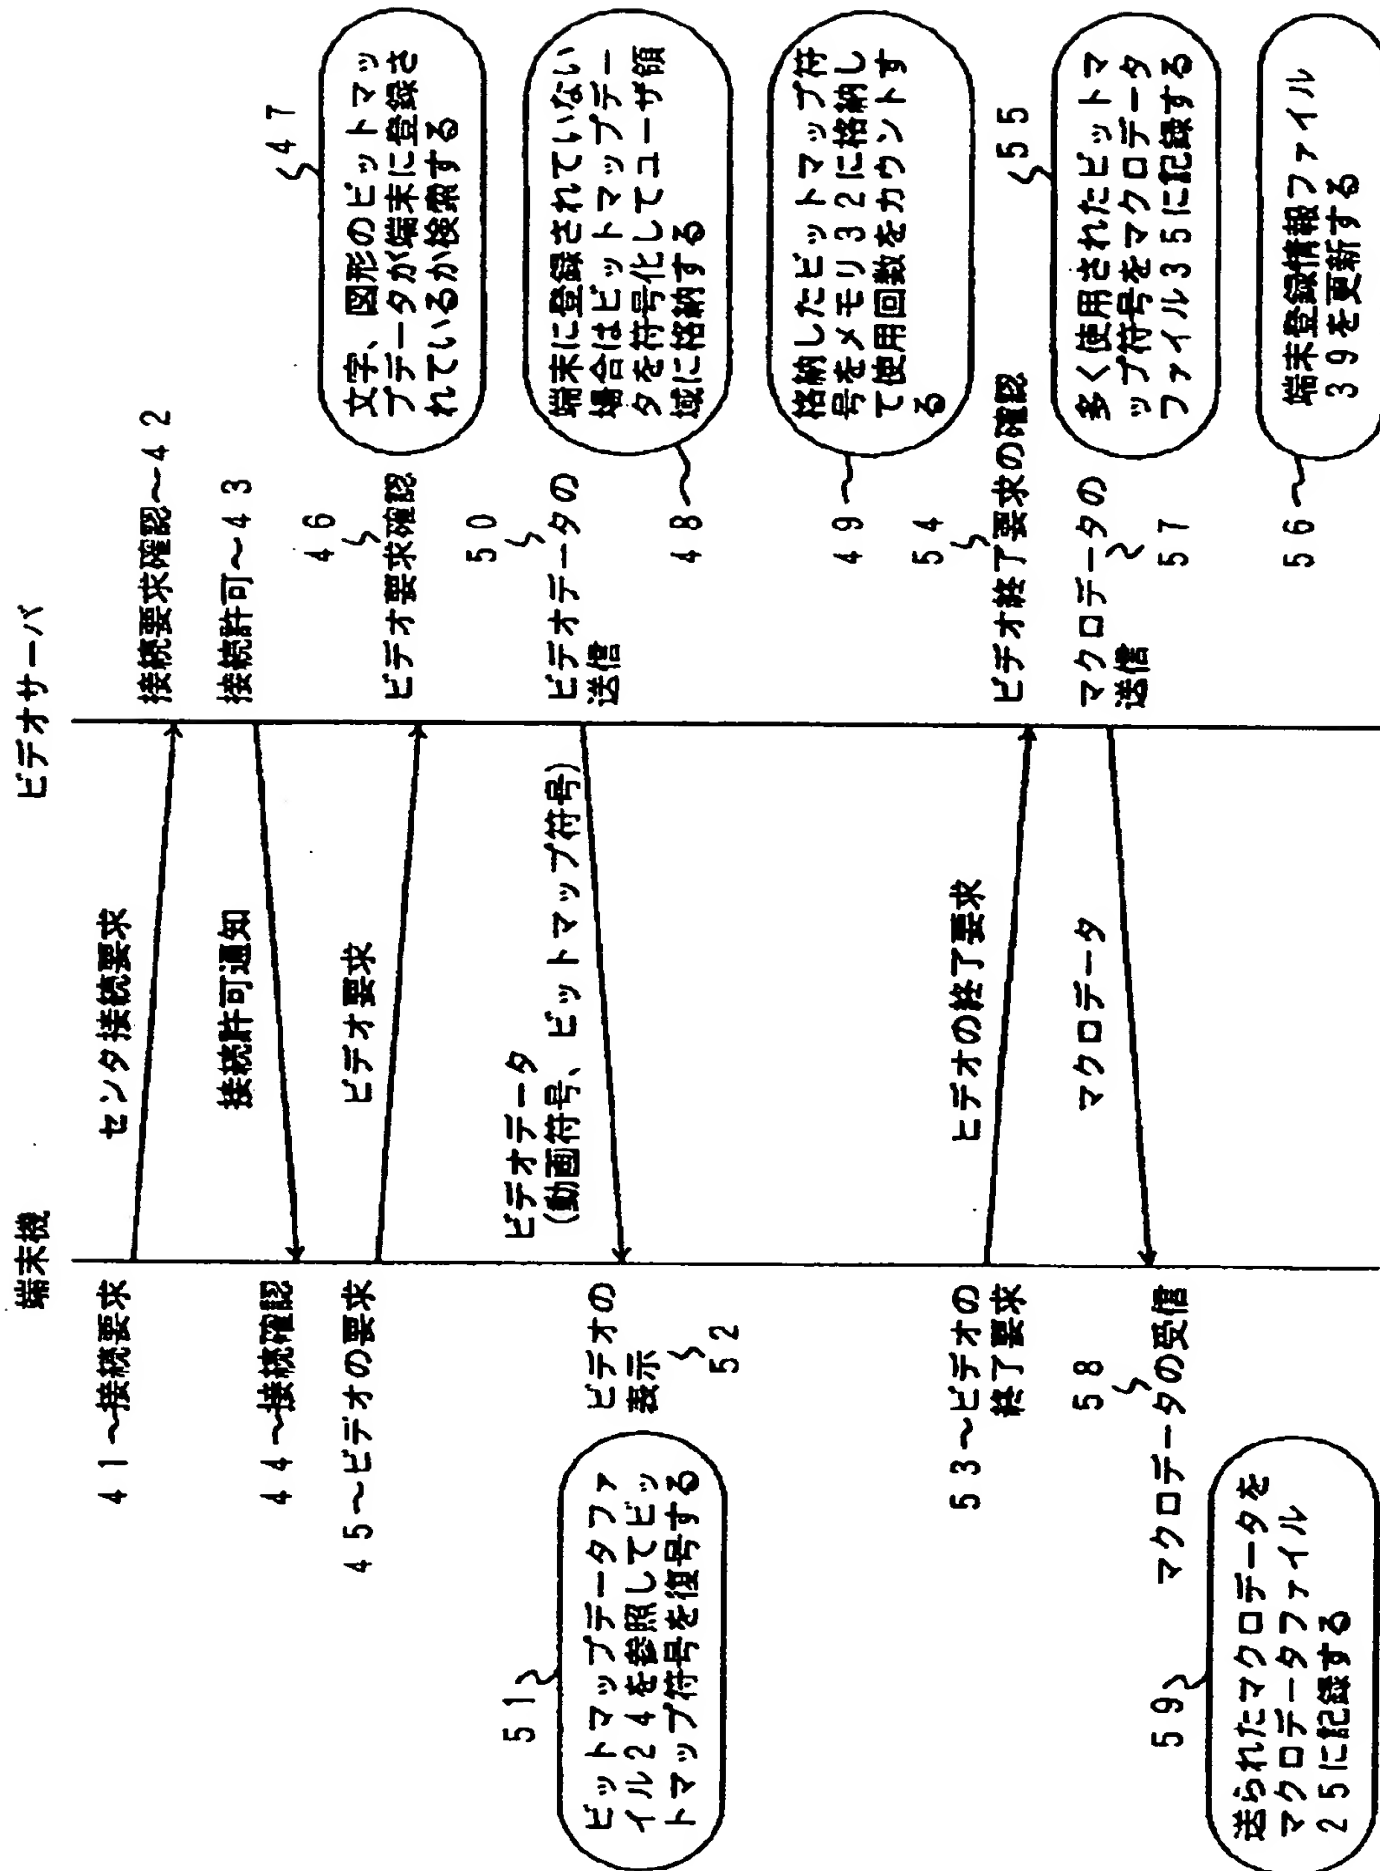 端末機
ビデオサーバ
41~接続要求
センタ接続要求
接続要求確認~42
接続許可~43
接続許可通知
44~接続確認
45~ビデオの要求
ビデオ要求
46
ビデオ要求確認
47
文字、図形のビットマッ
プデータが端末に登録さ
れているか検索する
50
ビデオデータの
送信
ビデオデータ
(動画符号、ビットマップ符号)
端末に登録されていない
場合はビットマップデー
タを符号化してユーザ領
域に格納する
48
51
ビットマップデータファ
イル24を参照してビッ
トマップ符号を復号する
ビデオの
表示
52
格納したビットマップ符
号をメモリ32に格納し
て使用回数をカウントす
る
49
53~ビデオの
終了要求
ビデオの終了要求
54
ビデオ終了要求の確認
55
多く使用されたビットマ
ップ符号をマクロデータ
ファイル35に記録する
マクロデータの
送信
57
マクロデータ
58
マクロデータの受信
59
送られたマクロデータを
マクロデータファイル
25に記録する
56~
端末登録情報ファイル
39を更新する